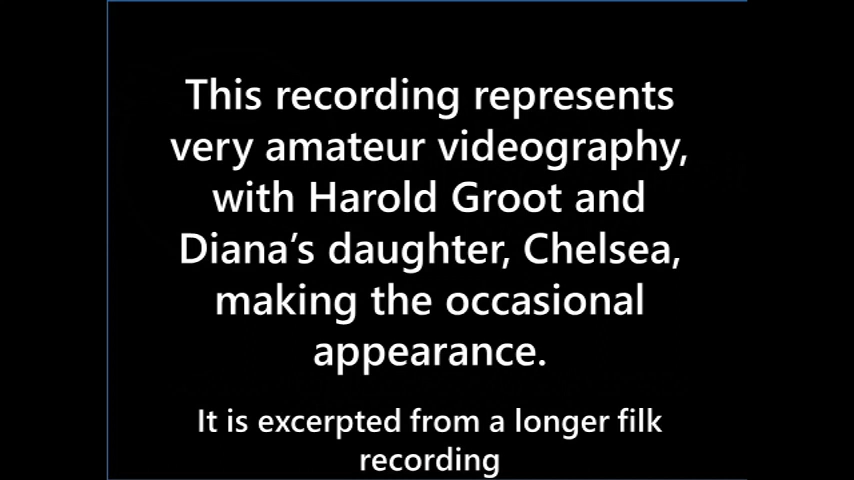 This recording represents
very amateur videography,
with Harold Groot and
Diana’s daughter, Chelsea,
making the occasional
appearance.
It is excerpted from a longer filk
recording